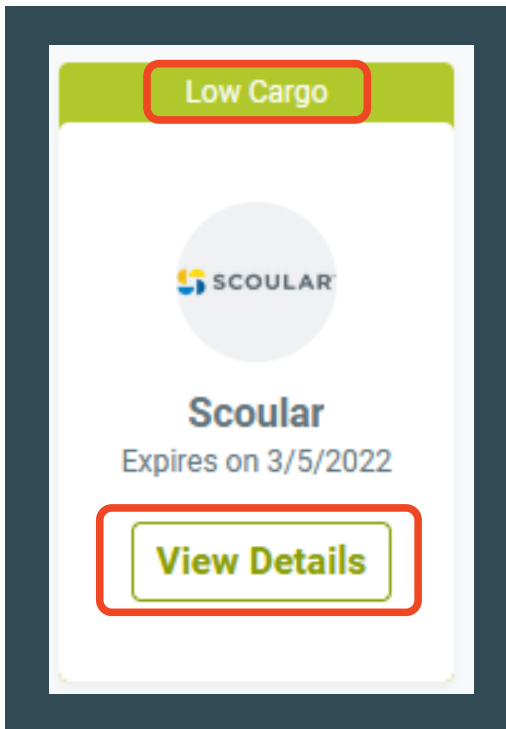 Low Cargo
SCOULAR
Scoular
Expires on 3/5/2022
View Details